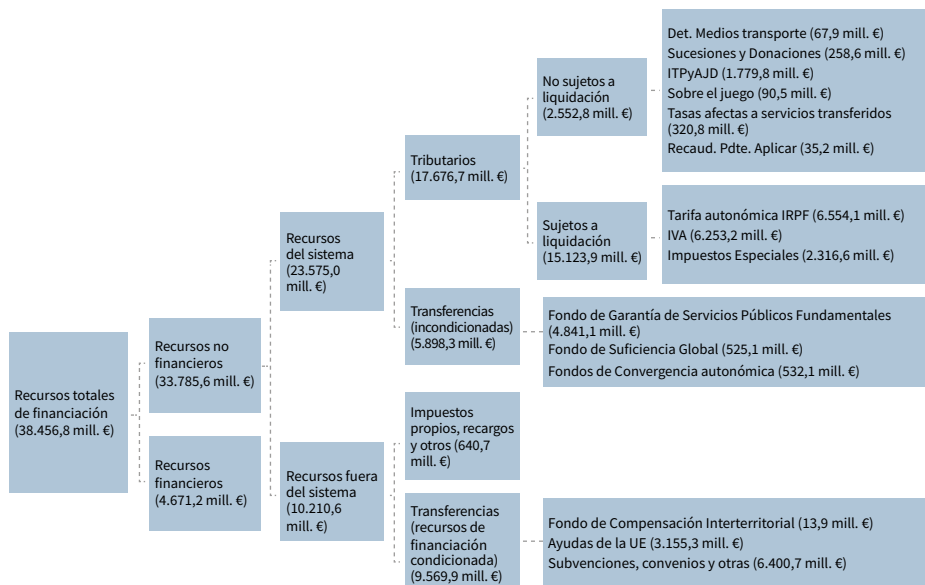 Recursos totales
de financiación
(38.456,8 mill. €)
Recursos no
financieros
(33.785,6 mill. €)
Recursos
financieros
(4.671,2 mill. €)
Recursos
del sistema
(23.575,0
mill. €)
Recursos fuera
del sistema
(10.210,6
mill. €)
Tributarios
(17.676,7 mill. €)
Transferencias
(incondicionadas)
(5.898,3 mill. €)
Impuestos
propios, recargos
y otros (640,7
mill. €)
Transferencias
(recursos de
financiación
condicionada)
(9.569,9 mill. €)
No sujetos a
liquidación
(2.552,8 mill. €)
Sujetos a
liquidación
(15.123,9 mill. €)
Det. Medios transporte (67,9 mill. €)
Sucesiones y Donaciones (258,6 mill. €)
ITPyAJD (1.779,8 mill. €)
Sobre el juego (90,5 mill. €)
Tasas afectas a servicios transferidos
(320,8 mill. €)
Recaud. Pdte. Aplicar (35,2 mill. €)
Tarifa autonómica IRPF (6.554,1 mill. €)
IVA (6.253,2 mill. €)
Impuestos Especiales (2.316,6 mill. €)
Fondo de Garantía de Servicios Públicos Fundamentales
(4.841,1 mill. €)
Fondo de Suficiencia Global (525,1 mill. €)
Fondos de Convergencia autonómica (532,1 mill. €)
Fondo de Compensación Interterritorial (13,9 mill. €)
Ayudas de la UE (3.155,3 mill. €)
Subvenciones, convenios y otras (6.400,7 mill. €)